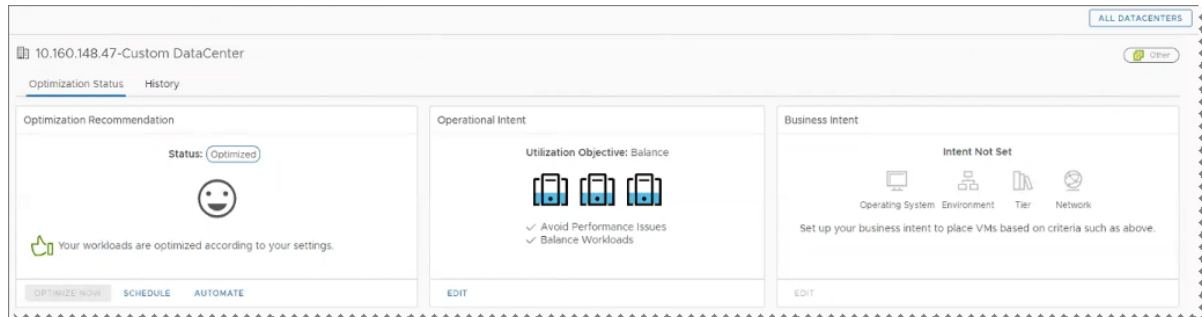 ALL DATACENTERS
10.160.148.47-Custom DataCenter
Other
Optimization Status
History
Optimization Recommendation
Status: Optimized
Your workloads are optimized according to your settings.
OPTIMIZE NOW
SCHEDULE
AUTOMATE
Operational Intent
Utilization Objective: Balance
Avoid Performance Issues
Balance Workloads
EDIT
Business Intent
Intent Not Set
Operating System
Environment
Tier
Network
Set up your business intent to place VMs based on criteria such as above.
EDIT